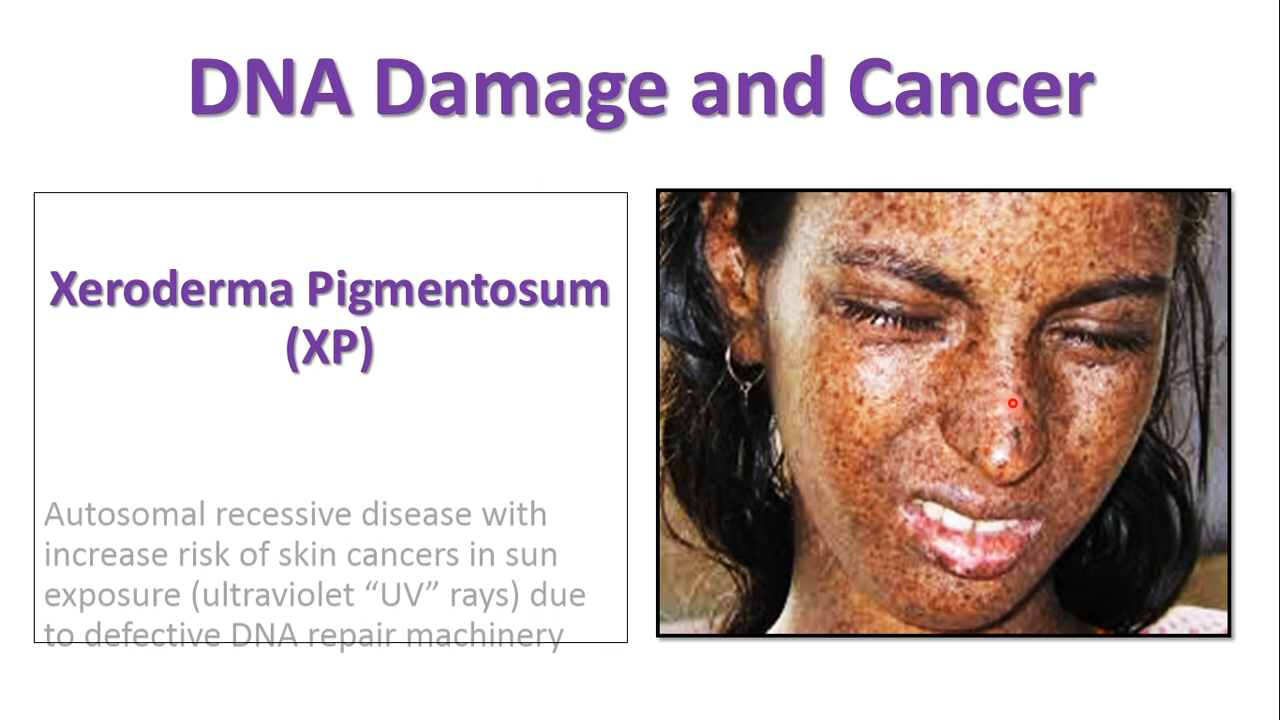 DNA Damage and Cancer
Xeroderma Pigmentosum
(XP)
Autosomal recessive disease with
increase risk of skin cancers in sun
exposure (ultraviolet “UV” rays) due
to defective DNA repair machinery